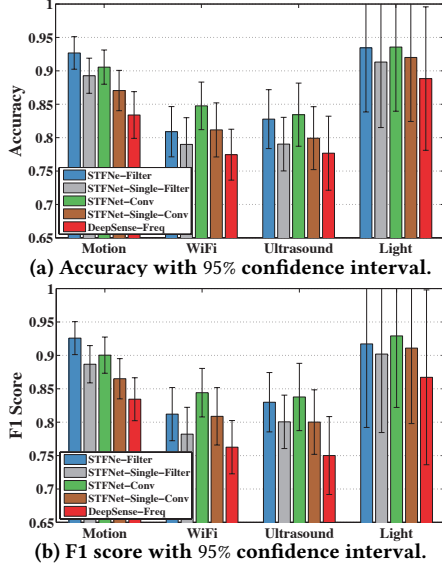 1
0.95
0.9
0.85
0.8
0.75
0.7
0.65
Accuracy
STFNe-Filter
STFNet-Single-Filter
STFNet-Conv
STFNet-Single-Conv
DeepSense-Freq
Motion WiFi Ultrasound Light
(a) Accuracy with 95% confidence interval.
1
0.95
0.9
0.85
0.8
0.75
0.7
0.65
F1 Score
STFNe-Filter
STFNet-Single-Filter
STFNet-Conv
STFNet-Single-Conv
DeepSense-Freq
Motion WiFi Ultrasound Light
(b) F1 score with 95% confidence interval.